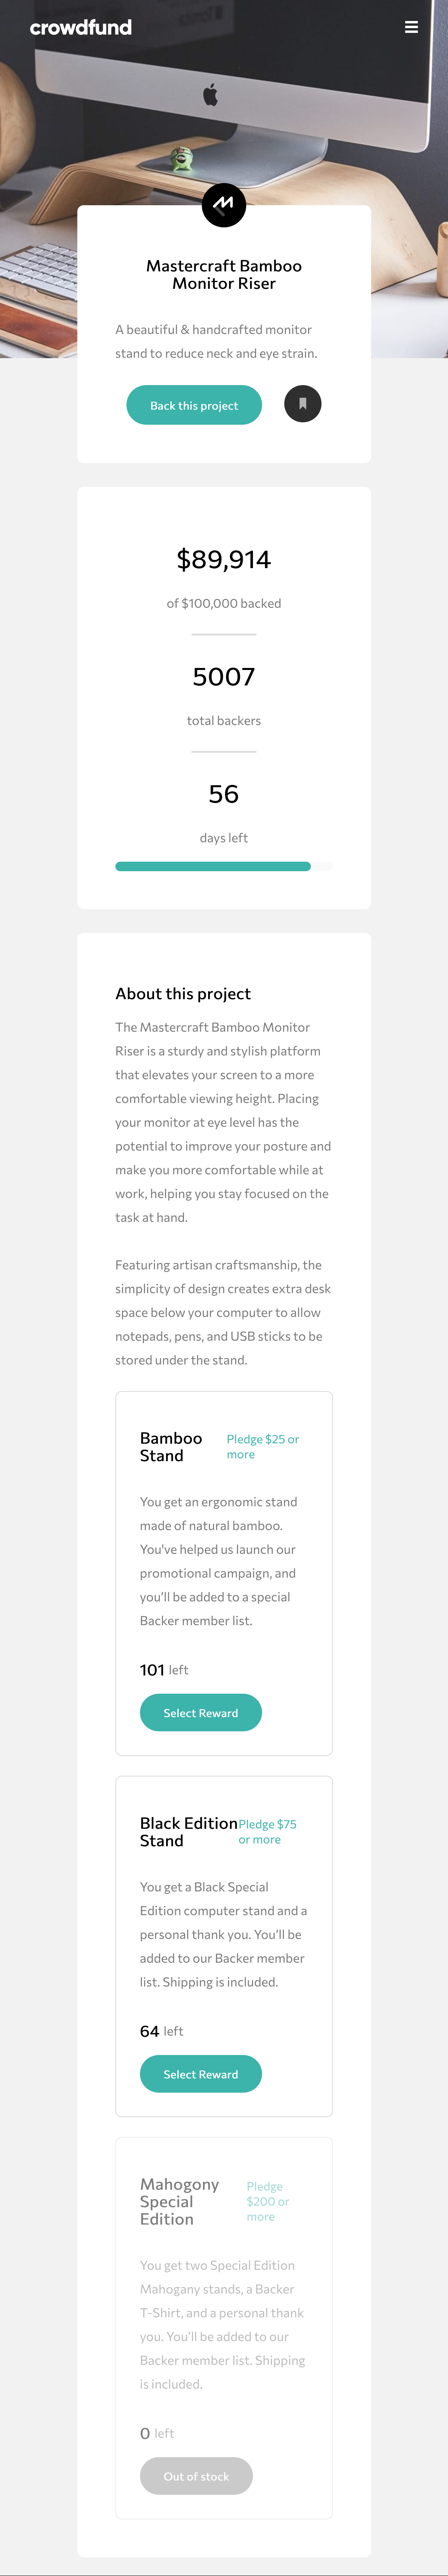 crowdfund
Mastercraft Bamboo
Monitor Riser
A beautiful & handcrafted monitor
stand to reduce neck and eye strain.
Back this project
$89,914
of $100,000 backed
5007
total backers
56
days left
About this project
The Mastercraft Bamboo Monitor
Riser is a sturdy and stylish platform
that elevates your screen to a more
comfortable viewing height. Placing
your monitor at eye level has the
potential to improve your posture and
make you more comfortable while at
work, helping you stay focused on the
task at hand.
Featuring artisan craftsmanship, the
simplicity of design creates extra desk
space below your computer to allow
notepads, pens, and USB sticks to be
stored under the stand.
Bamboo
Stand
Pledge $25 or
more
You get an ergonomic stand
made of natural bamboo.
You've helped us launch our
promotional campaign, and
you’ll be added to a special
Backer member list.
101 left
Select Reward
Black Edition
Stand
Pledge $75
or more
You get a Black Special
Edition computer stand and a
personal thank you. You’ll be
added to our Backer member
list. Shipping is included.
64 left
Select Reward
Mahogony
Special
Edition
Pledge
$200 or
more
You get two Special Edition
Mahogany stands, a Backer
T-Shirt, and a personal thank
you. You’ll be added to our
Backer member list. Shipping
is included.
0 left
Out of stock